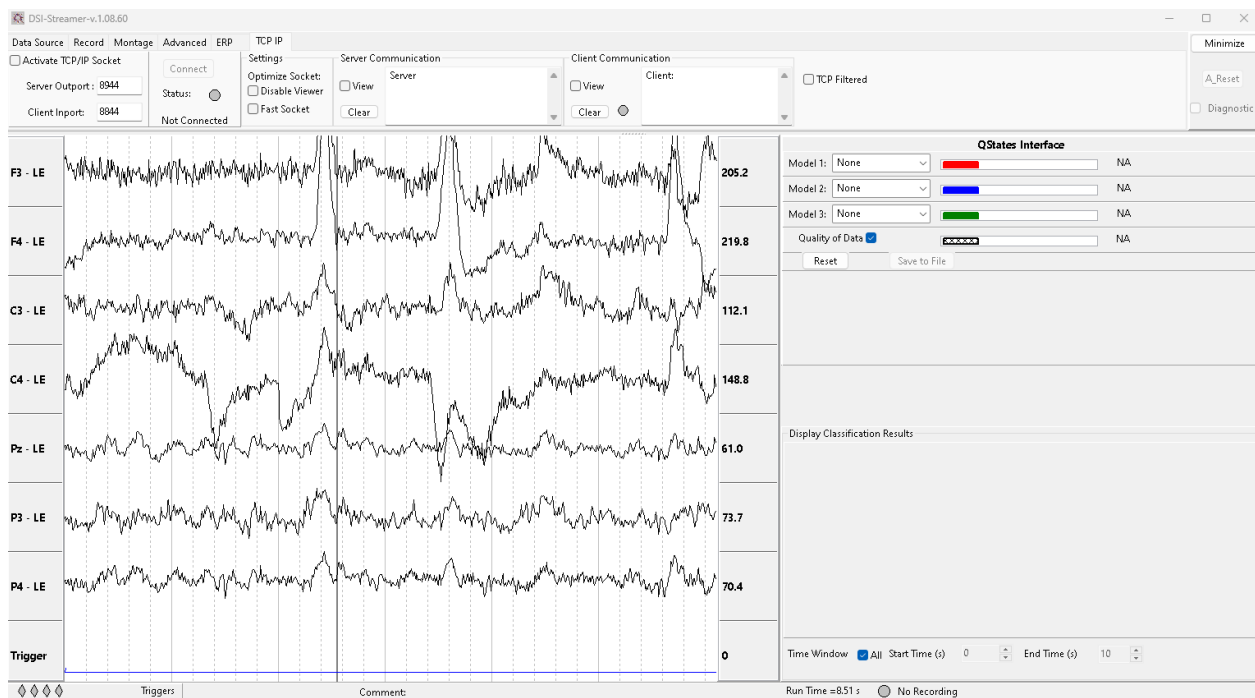 DSI-Streamer-v.1.08.60
Data Source Record Montage Advanced ERP TCP IP
Minimize
Activate TCP/IP Socket
Server Outport : 8944
Client Inport: 8844
Connect
Status:
Not Connected
Settings
Optimize Socket:
Disable Viewer
Fast Socket
Server Communication
View
Clear
Server
Client Communication
View
Clear
Client:
TCP Filtered
A_Reset
Diagnostic
F3 - LE 205.2
F4 - LE 219.8
C3 - LE 112.1
C4 - LE 148.8
Pz - LE 61.0
P3 - LE 73.7
P4 - LE 70.4
Trigger 0
QStates Interface
Model 1: None NA
Model 2: None NA
Model 3: None NA
Quality of Data NA
Reset Save to File
Display Classification Results
Time Window All Start Time (s) 0 End Time (s) 10
Triggers Comment: Run Time =8.51 s No Recording